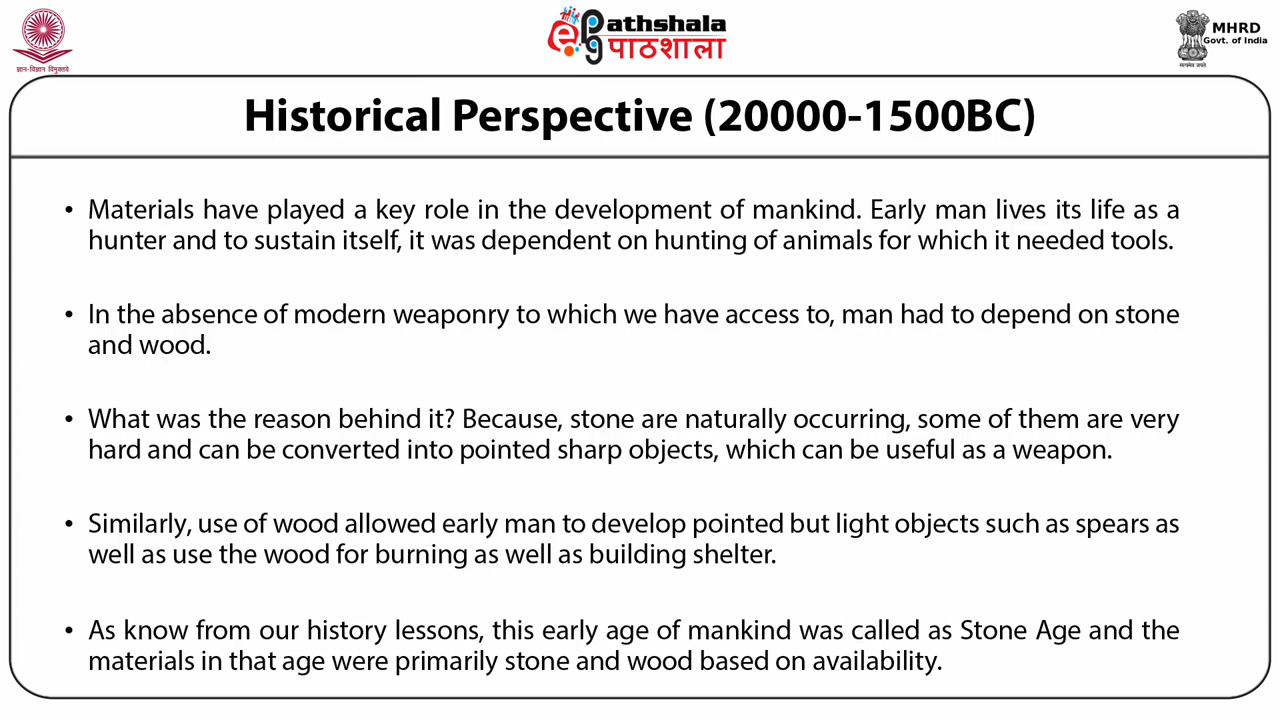 ज्ञान-विज्ञान विमुक्तये
ePG Pathshala
पाठशाला
सत्यमेव जयते
MHRD
Govt. of India
Historical Perspective (20000-1500BC)
• Materials have played a key role in the development of mankind. Early man lives its life as a
hunter and to sustain itself, it was dependent on hunting of animals for which it needed tools.
• In the absence of modern weaponry to which we have access to, man had to depend on stone
and wood.
• What was the reason behind it? Because, stone are naturally occurring, some of them are very
hard and can be converted into pointed sharp objects, which can be useful as a weapon.
• Similarly, use of wood allowed early man to develop pointed but light objects such as spears as
well as use the wood for burning as well as building shelter.
• As know from our history lessons, this early age of mankind was called as Stone Age and the
materials in that age were primarily stone and wood based on availability.